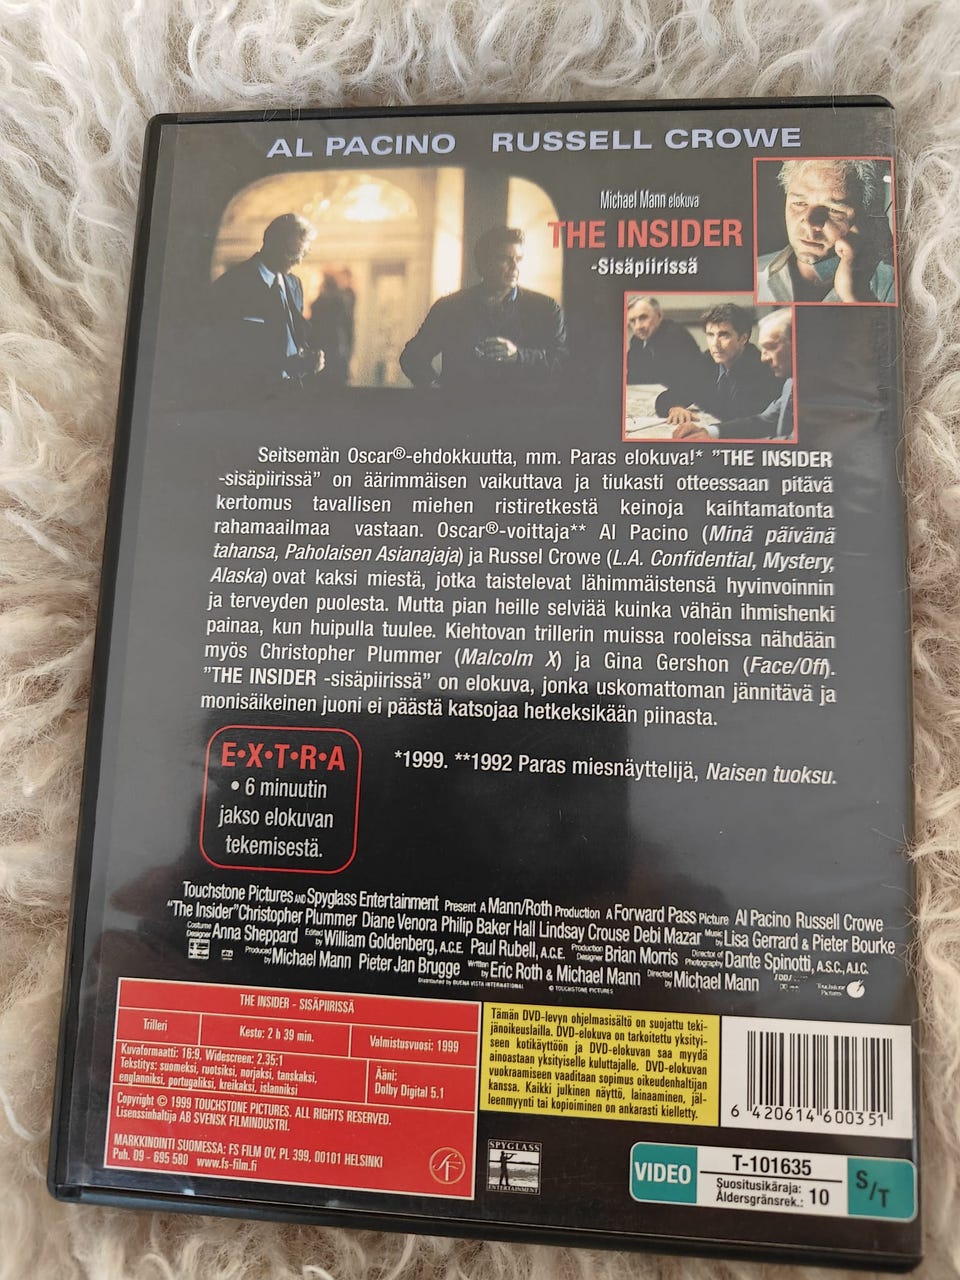 AL PACINO RUSSELL CROWE
Michael Mann elokuva
THE INSIDER
-Sisäpiirissä
Seitsemän Oscar®-ehdokkuutta, mm. Paras elokuva!* "THE INSIDER
-sisäpiirissä" on äärimmäisen vaikuttava ja tiukasti otteessaan pitävä
kertomus tavallisen miehen ristiretkestä keinoja kaihtamatonta
rahamaailmaa vastaan. Oscar®-voittaja** Al Pacino (Minä päivänä
tahansa, Paholaisen Asianajaja) ja Russel Crowe (L.A. Confidential, Mystery,
Alaska) ovat kaksi miestä, jotka taistelevat lähimmäistensä hyvinvoinnin
ja terveyden puolesta. Mutta pian heille selviää kuinka vähän ihmishenki
painaa, kun huipulla tuulee. Kiehtovan trillerin muissa rooleissa nähdään
myös Christopher Plummer (Malcolm X) ja Gina Gershon (Face/Off).
"THE INSIDER -sisäpiirissä" on elokuva, jonka uskomattoman jännitävä ja
monisäikeinen juoni ei päästä katsojaa hetkeksikään piinasta.
E•X•T•R•A
• 6 minuutin
jakso elokuvan
tekemisestä.
*1999. **1992 Paras miesnäyttelijä, Naisen tuoksu.
Touchstone Pictures AND Spyglass Entertainment Present A Mann/Roth Production A Forward Pass Picture Al Pacino Russell Crowe
"The Insider" Christopher Plummer Diane Venora Philip Baker Hall Lindsay Crouse Debi Mazar Music by Lisa Gerrard & Pieter Bourke
Costume Designer Anna Sheppard Edited by William Goldenberg, A.C.E. Paul Rubell, A.C.E. Production Designer Brian Morris Director of Photography Dante Spinotti, A.S.C., A.I.C.
Produced by Michael Mann Pieter Jan Brugge Written by Eric Roth & Michael Mann Directed by Michael Mann
Distributed by BUENA VISTA INTERNATIONAL © TOUCHSTONE PICTURES
Touchstone Pictures
THE INSIDER - SISÄPIIRISSÄ
Trilleri Kesto: 2 h 39 min. Valmistusvuosi: 1999
Kuvaformaatti: 16:9, Widescreen: 2.35:1
Tekstitys: suomeksi, ruotsiksi, norjaksi, tanskaksi,
englanniksi, portugaliksi, kreikaksi, islanniksi
Ääni:
Dolby Digital 5.1
Copyright © 1999 TOUCHSTONE PICTURES. ALL RIGHTS RESERVED.
Lisenssinhaltija AB SVENSK FILMINDUSTRI.
MARKKINOINTI SUOMESSA: FS FILM OY, PL 399, 00101 HELSINKI
Puh. 09 - 695 580 www.fs-film.fi
SF
Tämän DVD-levyn ohjelmasisältö on suojattu teki-
jänoikeuslailla. DVD-elokuva on tarkoitettu yksityi-
seen kotikäyttöön ja DVD-elokuvan saa myydä
ainoastaan yksityiselle kuluttajalle. DVD-elokuvan
vuokraamiseen vaaditaan sopimus oikeudenhaltijan
kanssa. Kaikki julkinen näyttö, lainaaminen, jäl-
leenmyynti tai kopioiminen on ankarasti kielletty.
6 420614 600351
SPYGLASS
ENTERTAINMENT
VIDEO
T-101635
Suositusikäraja:
Åldersgränsrek.: 10
S/T